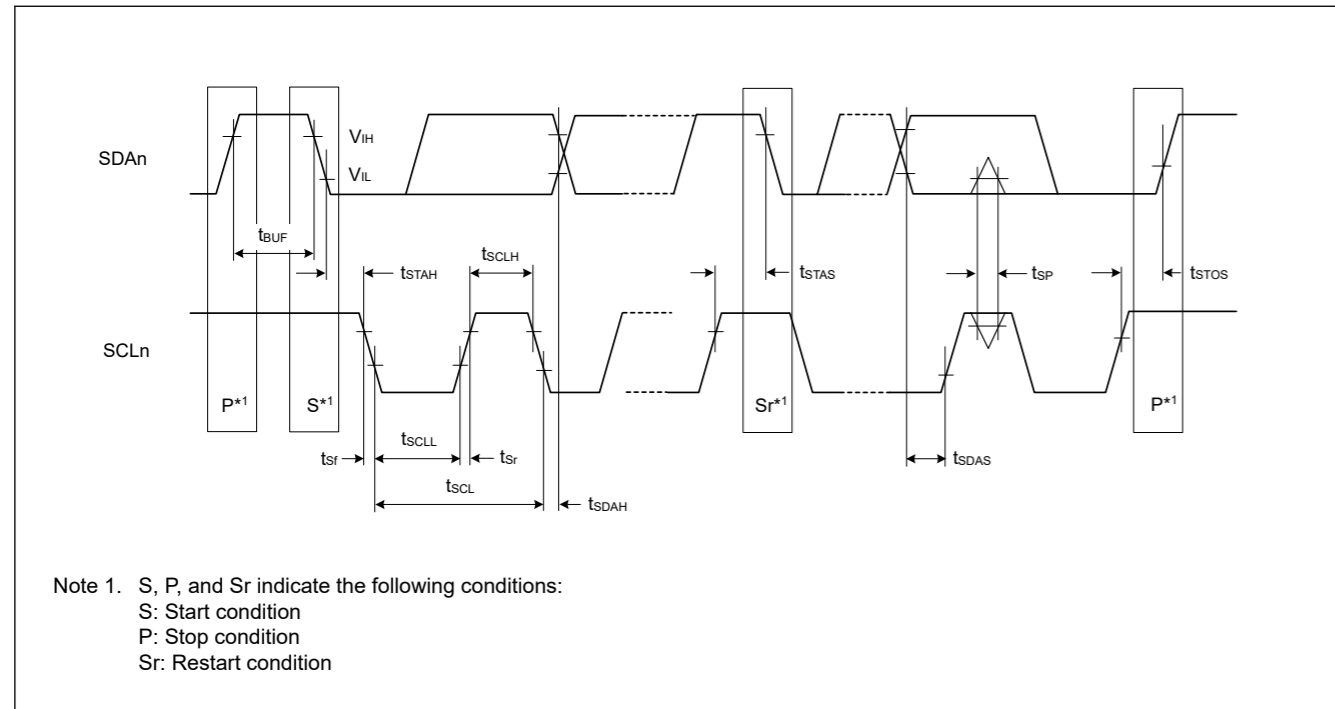 VIH
SDAn
VIL
tBUF
tSCLH
tSTAH
tSTAS
tSP
tSTOS
SCLn
P*1
S*1
Sr*1
P*1
tSCLL
tSf
tSr
tSDAS
tSCL
tSDAH
Note 1. S, P, and Sr indicate the following conditions:
S: Start condition
P: Stop condition
Sr: Restart condition